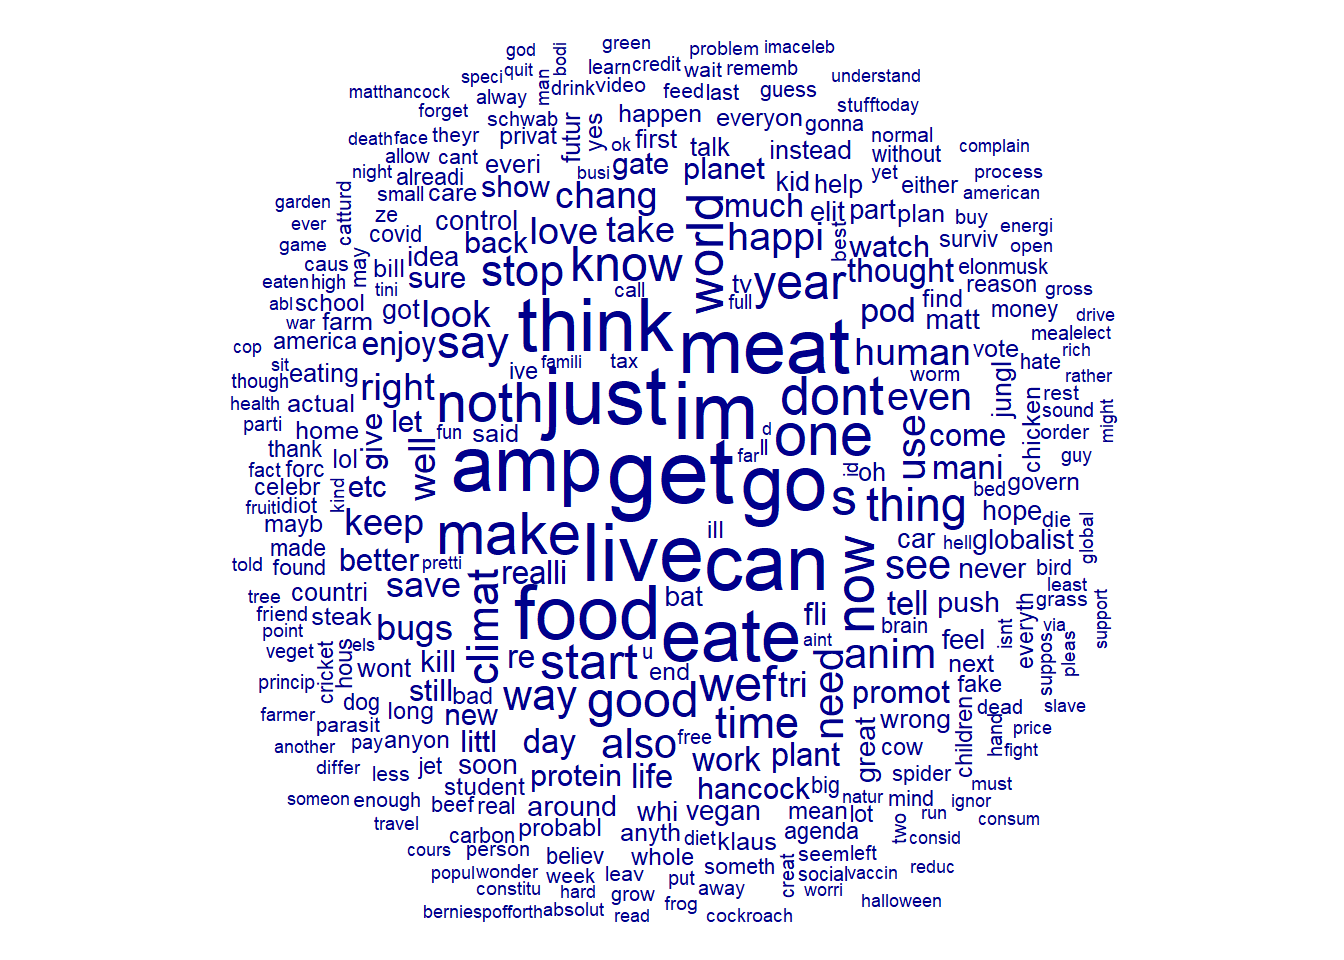 god
green
problem
imaceleb
speci
quit
man
bodi
learn
credit
wait
rememb
understand
matthancock
alway
drink
video
feed
last
guess
stuff
today
forget
schwab
futur
yes
happen
everyon
gonna
normal
death
face
theyr
privat
ok
first
talk
instead
without
complain
allow
cant
everi
busi
gate
planet
kid
help
yet
either
process
night
alreadi
small
care
show
chang
world
much
elit
part
plan
buy
american
garden
catturd
ze
control
love
take
happi
best
watch
surviv
energi
ever
covid
back
open
game
idea
stop
know
thought
elonmusk
caus
may
bill
sure
call
tv
year
reason
gross
eaten
high
tini
full
find
abl
school
got
look
think
pod
matt
money
drive
war
farm
america
enjoy
say
meat
human
vote
meal
elect
cop
sit
ive
famili
tax
worm
hate
rich
though
eating
right
noth
just
im
dont
even
jungl
rather
health
actual
give
let
rest
sound
might
parti
home
fun
said
d
one
use
come
chicken
order
thank
well
far
ll
guy
fact
forc
lol
amp
get
go
s
id
oh
mani
celebr
kind
etc
thing
bed
govern
fruit
idiot
hope
die
mayb
keep
make
live
can
ill
now
car
hell
globalist
global
made
better
pretti
realli
see
never
bird
told
found
least
tree
countri
save
climat
food
bat
fli
tell
push
grass
support
friend
steak
bugs
eate
aint
brain
isnt
everyth
via
point
els
re
start
u
need
anim
feel
suppos
pleas
veget
cricket
hous
wont
kill
end
wef
tri
next
princip
still
bad
way
good
promot
fake
dog
dead
slave
farmer
long
new
time
great
wrong
children
hand
price
parasit
another
pay
anyon
littl
day
also
free
work
plant
cow
fight
differ
less
jet
soon
protein
life
spider
student
hancock
big
must
someon
enough
beef
real
around
whi
vegan
natur
mind
ignor
travel
mean
lot
run
consum
carbon
probabl
anyth
diet
klaus
agenda
two
consid
cours
person
believ
whole
someth
seem
left
popul
wonder
week
leav
put
creat
social
vaccin
reduc
constitu
hard
grow
away
worri
berniespofforth
absolut
read
frog
cockroach
halloween